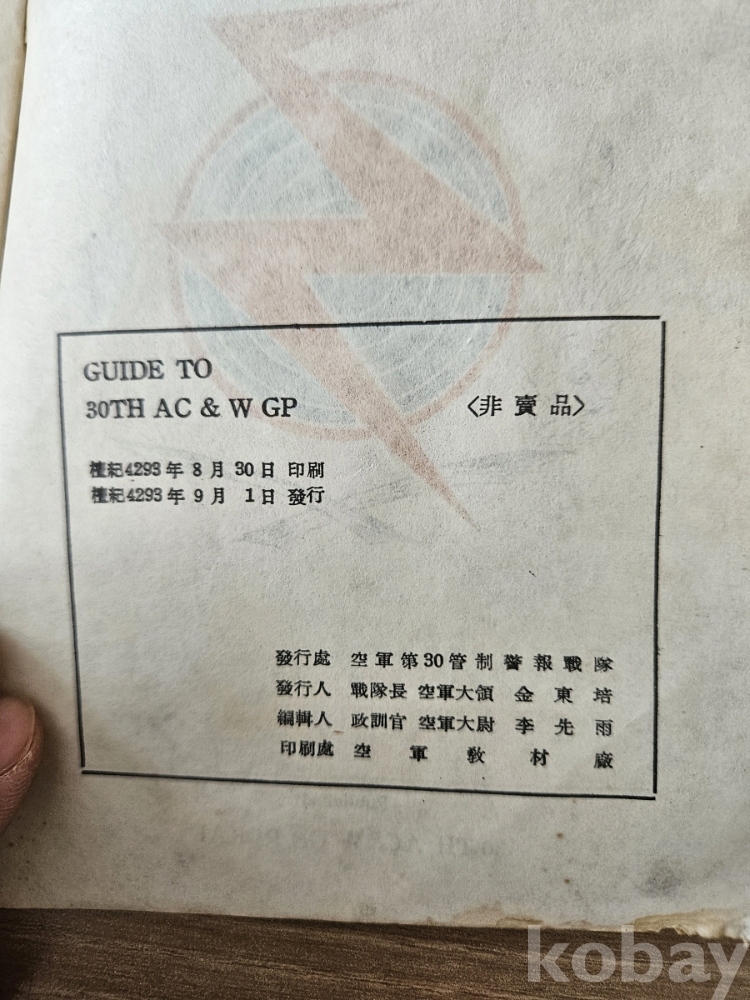 GUIDE TO
30TH AC & W GP 〈非賣品〉
檀紀4293年 8月 30日 印刷
檀紀4293年 9月 1日 發行
發行處 空軍第30管制警報戰隊
發行人 戰隊長 空軍大領 金東培
編輯人 政訓官 空軍大尉 李先雨
印刷處 空軍敎材廠
kobay